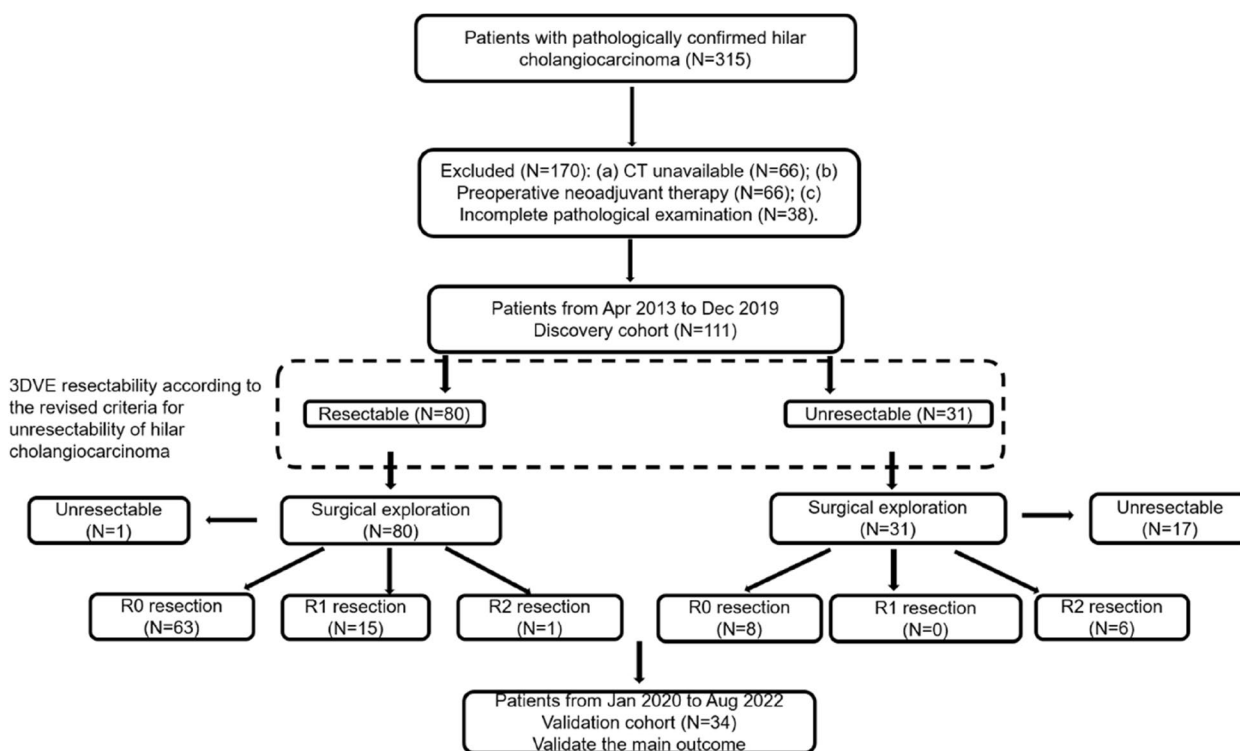 Patients with pathologically confirmed hilar
cholangiocarcinoma (N=315)
Excluded (N=170): (a) CT unavailable (N=66); (b)
Preoperative neoadjuvant therapy (N=66); (c)
Incomplete pathological examination (N=38).
Patients from Apr 2013 to Dec 2019
Discovery cohort (N=111)
3DVE resectability according to
the revised criteria for
unresectability of hilar
cholangiocarcinoma
Resectable (N=80)
Unresectable (N=31)
Unresectable
(N=1)
Surgical exploration
(N=80)
Surgical exploration
(N=31)
Unresectable
(N=17)
R0 resection
(N=63)
R1 resection
(N=15)
R2 resection
(N=1)
R0 resection
(N=8)
R1 resection
(N=0)
R2 resection
(N=6)
Patients from Jan 2020 to Aug 2022
Validation cohort (N=34)
Validate the main outcome